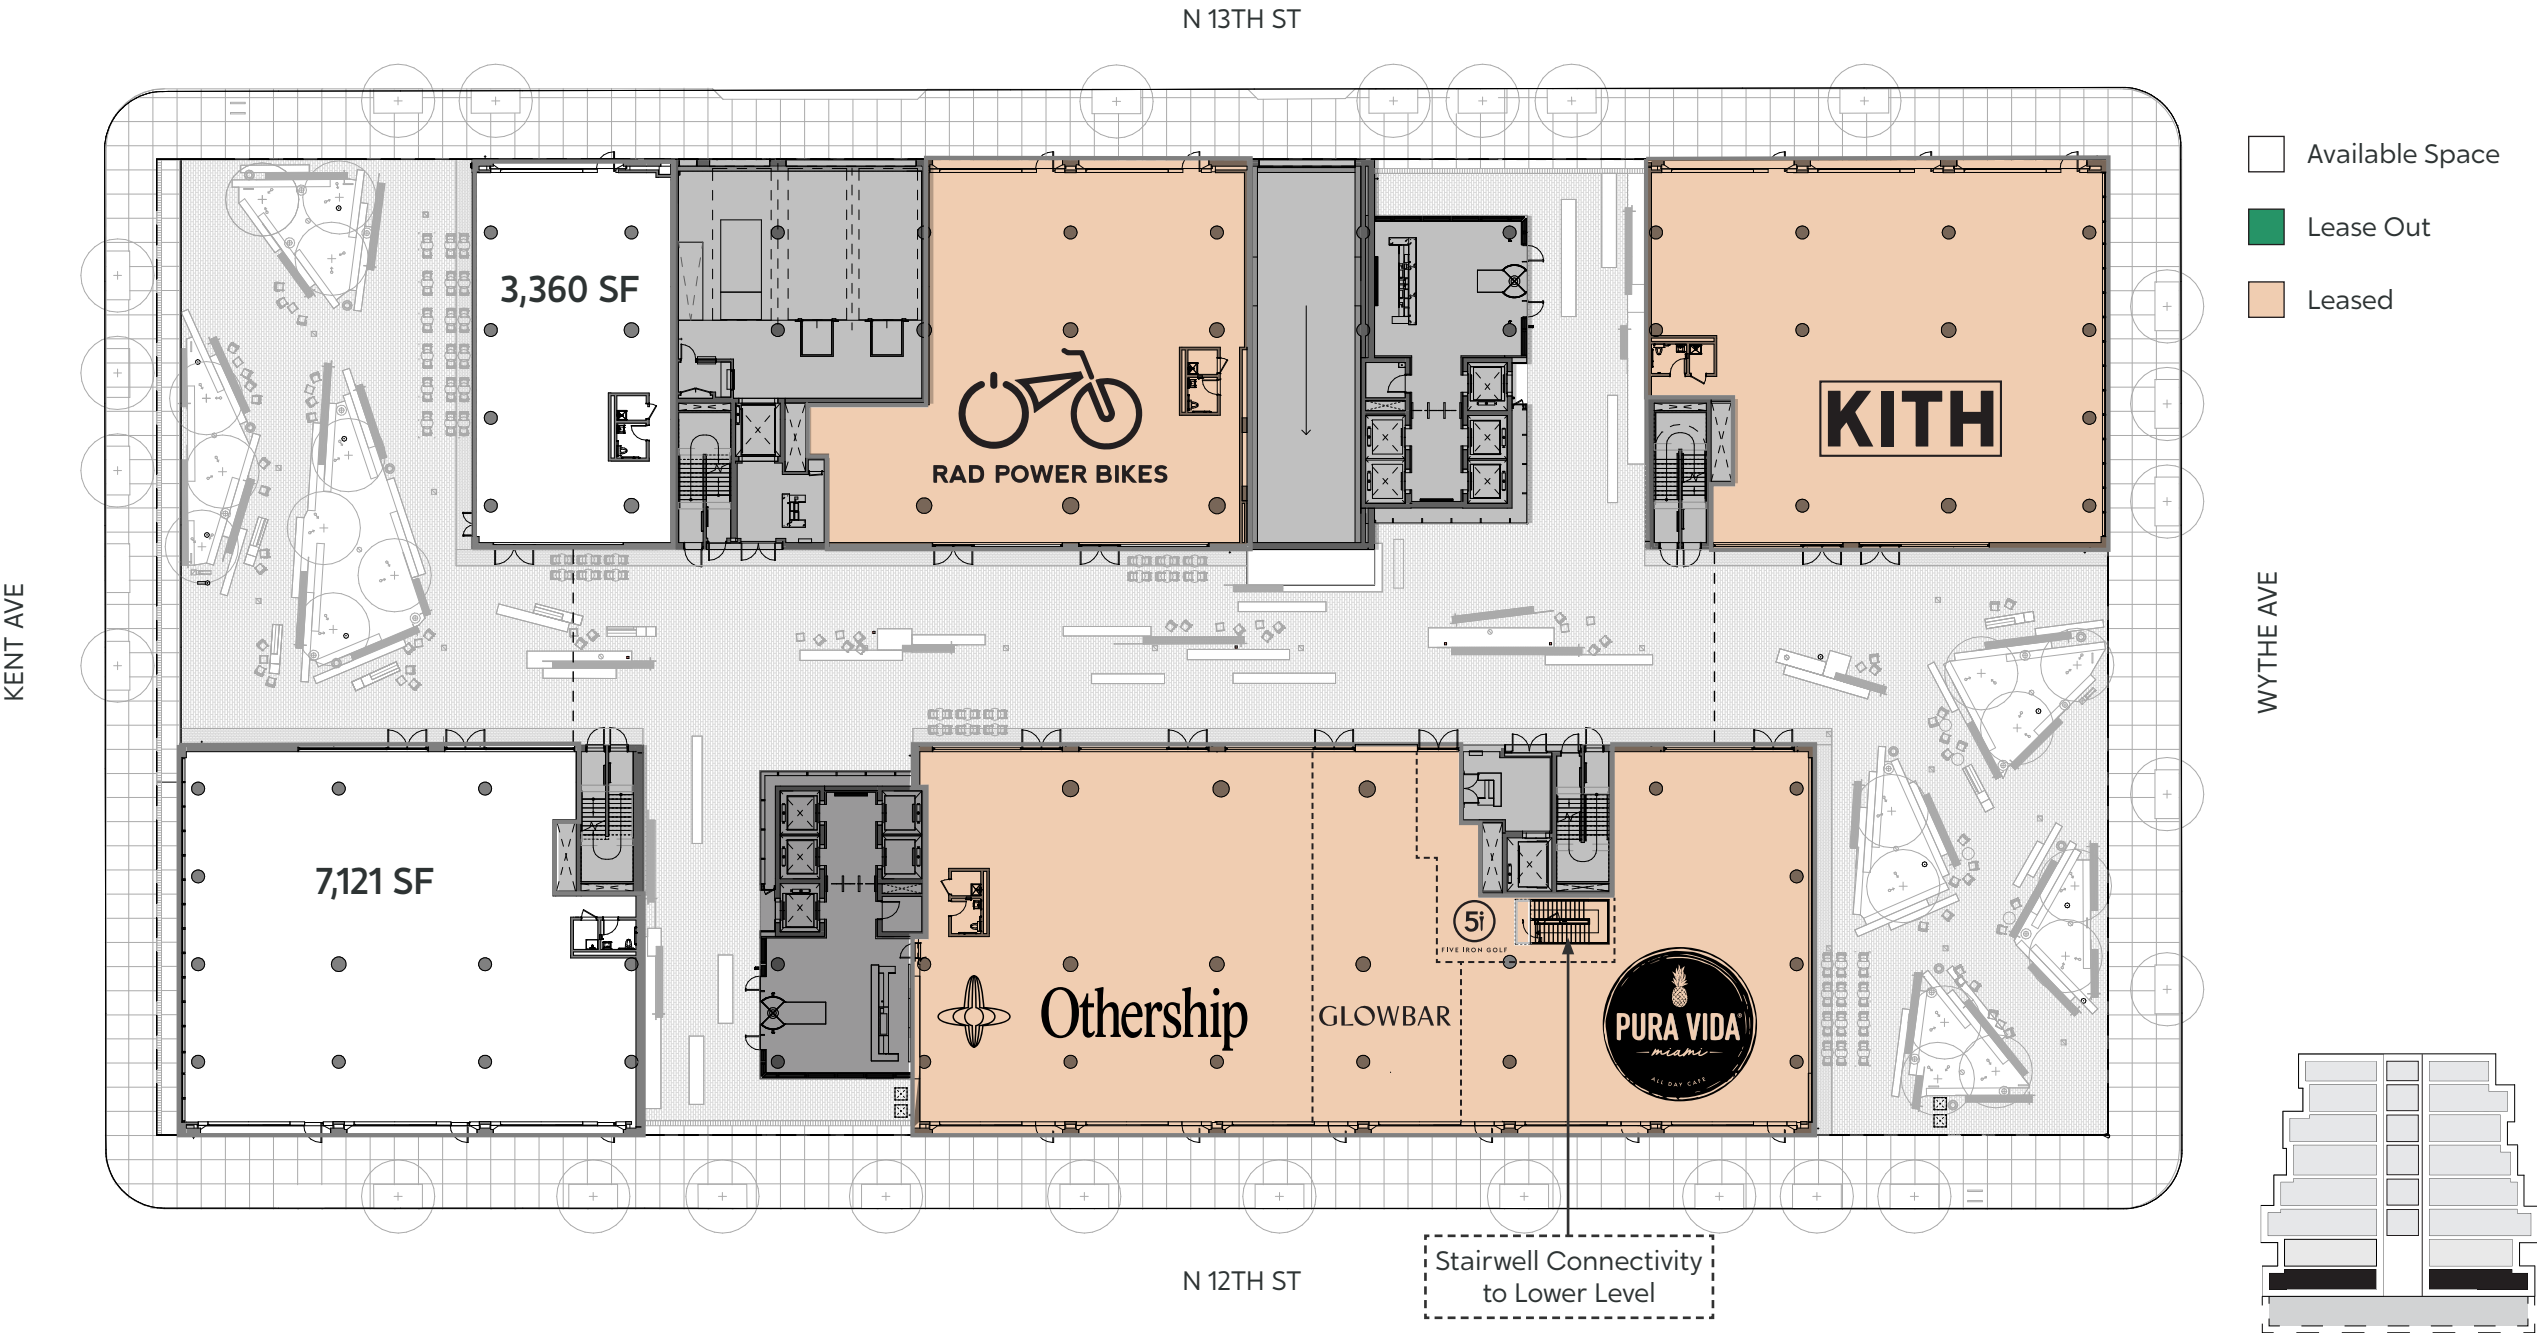 N 13TH ST
Available Space
Lease Out
Leased
3,360 SF
RAD POWER BIKES
KITH
KENT AVE
WYTHE AVE
7,121 SF
5i
FIVE IRON GOLF
Othership
GLOWBAR
PURA VIDA
miami
ALL DAY CAFE
N 12TH ST
Stairwell Connectivity
to Lower Level